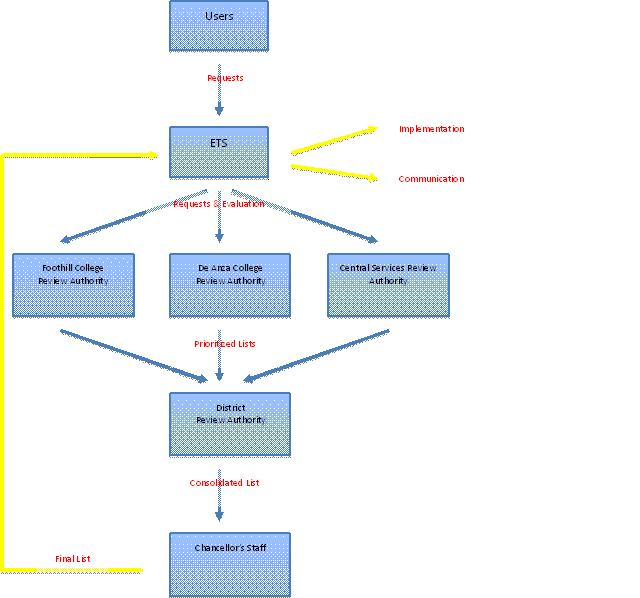 Users
Requests
ETS
Implementation
Communication
Requests & Evaluation
Foothill College
Review Authority
De Anza College
Review Authority
Central Services Review
Authority
Prioritized Lists
District
Review Authority
Consolidated List
Chancellor's Staff
Final List